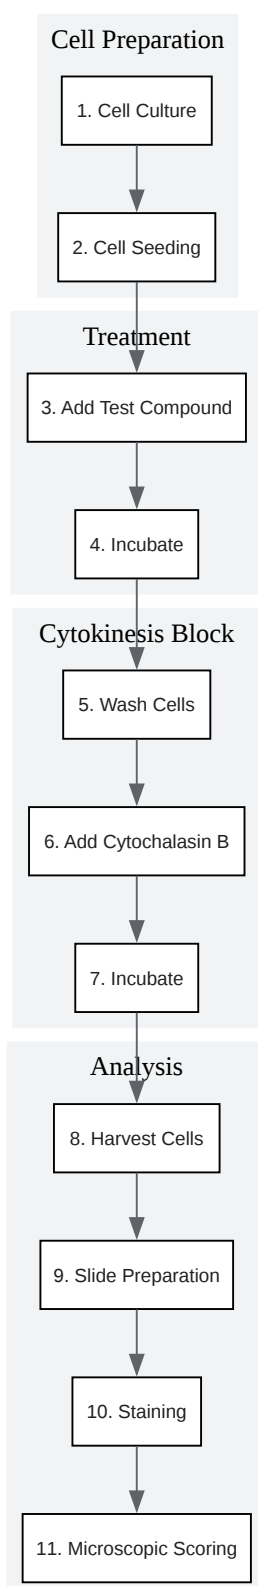 Cell Preparation
1. Cell Culture
2. Cell Seeding
Treatment
3. Add Test Compound
4. Incubate
Cytokinesis Block
5. Wash Cells
6. Add Cytochalasin B
7. Incubate
Analysis
8. Harvest Cells
9. Slide Preparation
10. Staining
11. Microscopic Scoring